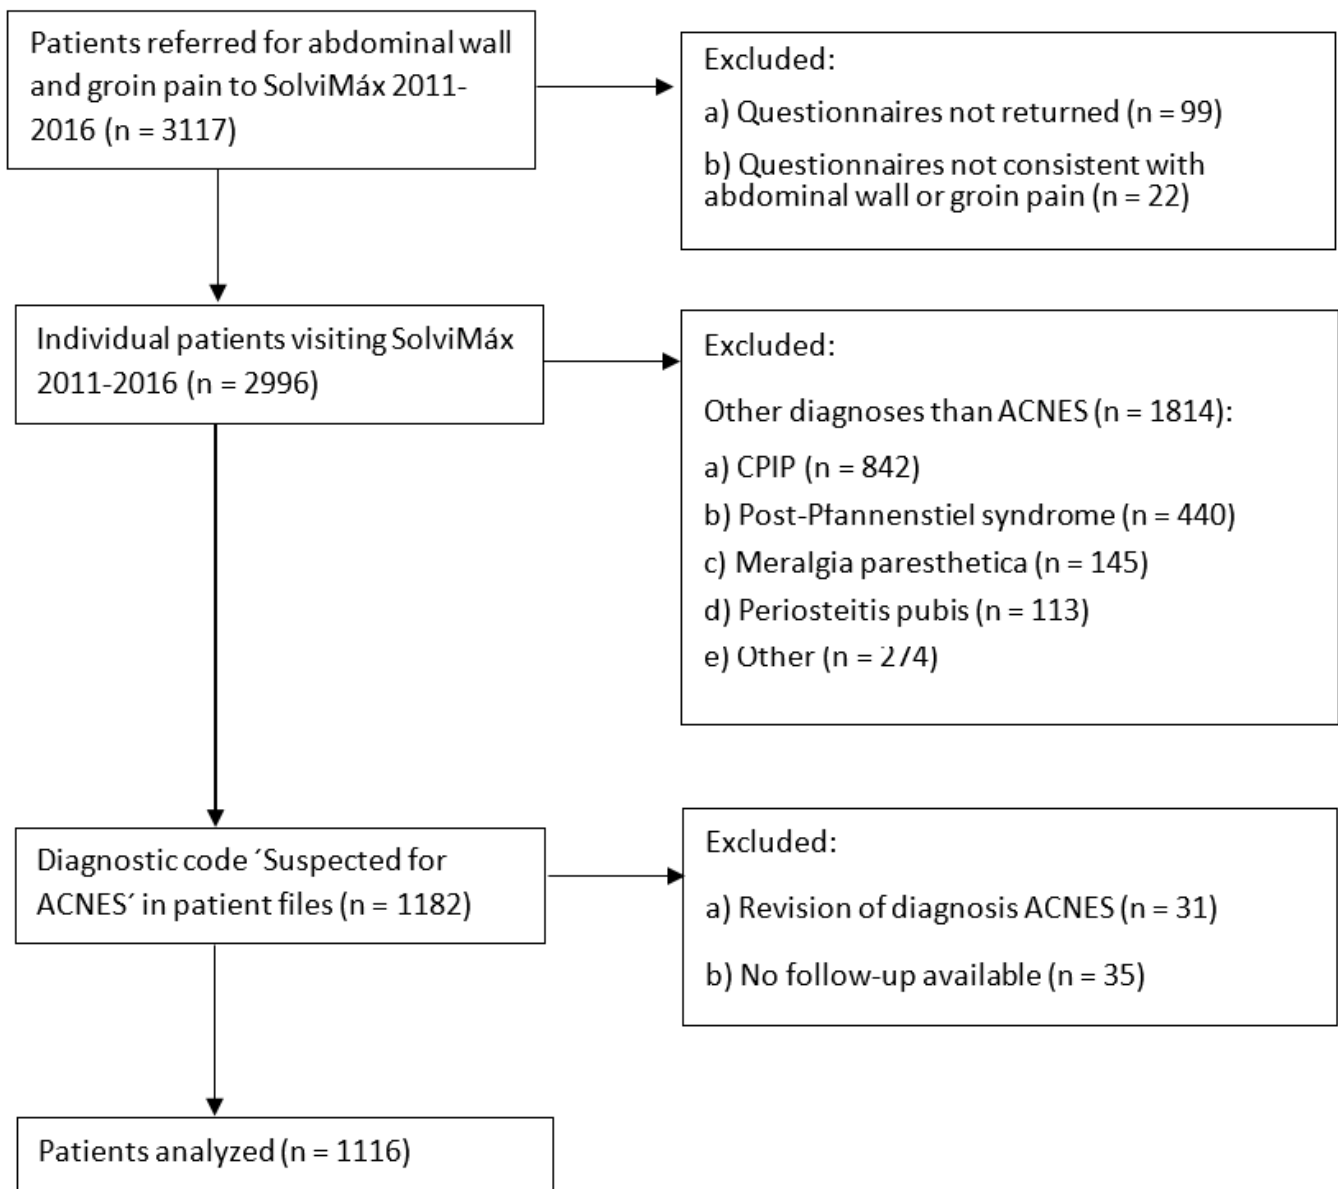 Patients referred for abdominal wall
and groin pain to SolviMáx 2011-
2016 (n = 3117)
Excluded:
a) Questionnaires not returned (n = 99)
b) Questionnaires not consistent with
abdominal wall or groin pain (n = 22)
Individual patients visiting SolviMáx
2011-2016 (n = 2996)
Excluded:
Other diagnoses than ACNES (n = 1814):
a) CPIP (n = 842)
b) Post-Pfannenstiel syndrome (n = 440)
c) Meralgia paresthetica (n = 145)
d) Periosteitis pubis (n = 113)
e) Other (n = 274)
Diagnostic code ´Suspected for
ACNES´ in patient files (n = 1182)
Excluded:
a) Revision of diagnosis ACNES (n = 31)
b) No follow-up available (n = 35)
Patients analyzed (n = 1116)